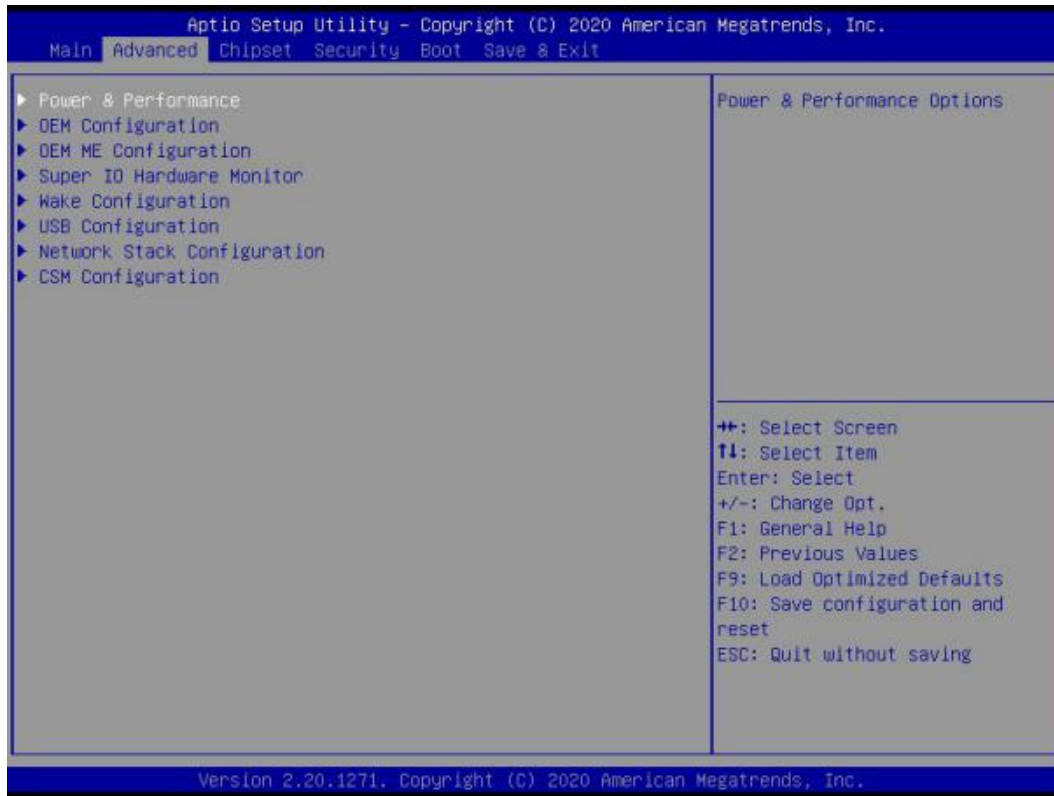 Aptio Setup Utility – Copyright (C) 2020 American Megatrends, Inc.
Main Advanced Chipset Security Boot Save & Exit
▶ Power & Performance
▶ OEM Configuration
▶ OEM ME Configuration
▶ Super IO Hardware Monitor
▶ Wake Configuration
▶ USB Configuration
▶ Network Stack Configuration
▶ CSM Configuration
Power & Performance Options
→←: Select Screen
↑↓: Select Item
Enter: Select
+/-: Change Opt.
F1: General Help
F2: Previous Values
F9: Load Optimized Defaults
F10: Save configuration and
reset
ESC: Quit without saving
Version 2.20.1271. Copyright (C) 2020 American Megatrends, Inc.